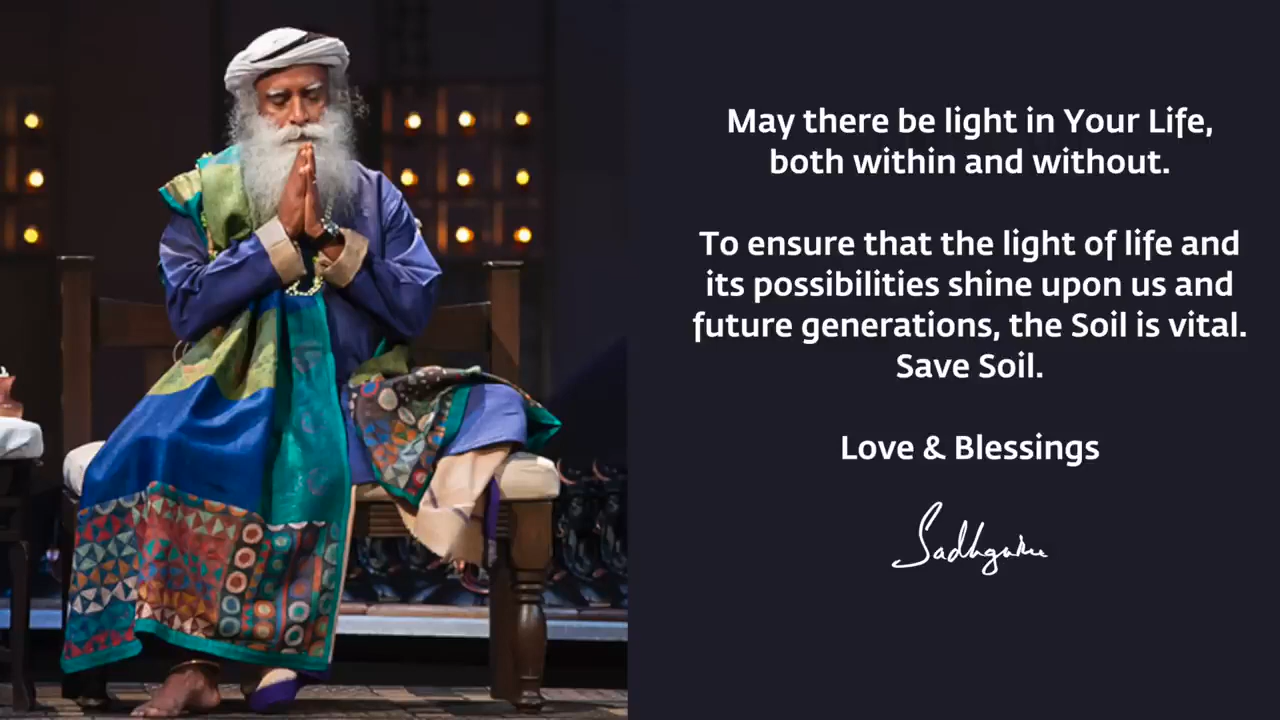 May there be light in Your Life,
both within and without.
To ensure that the light of life and
its possibilities shine upon us and
future generations, the Soil is vital.
Save Soil.
Love & Blessings
Sadhguru